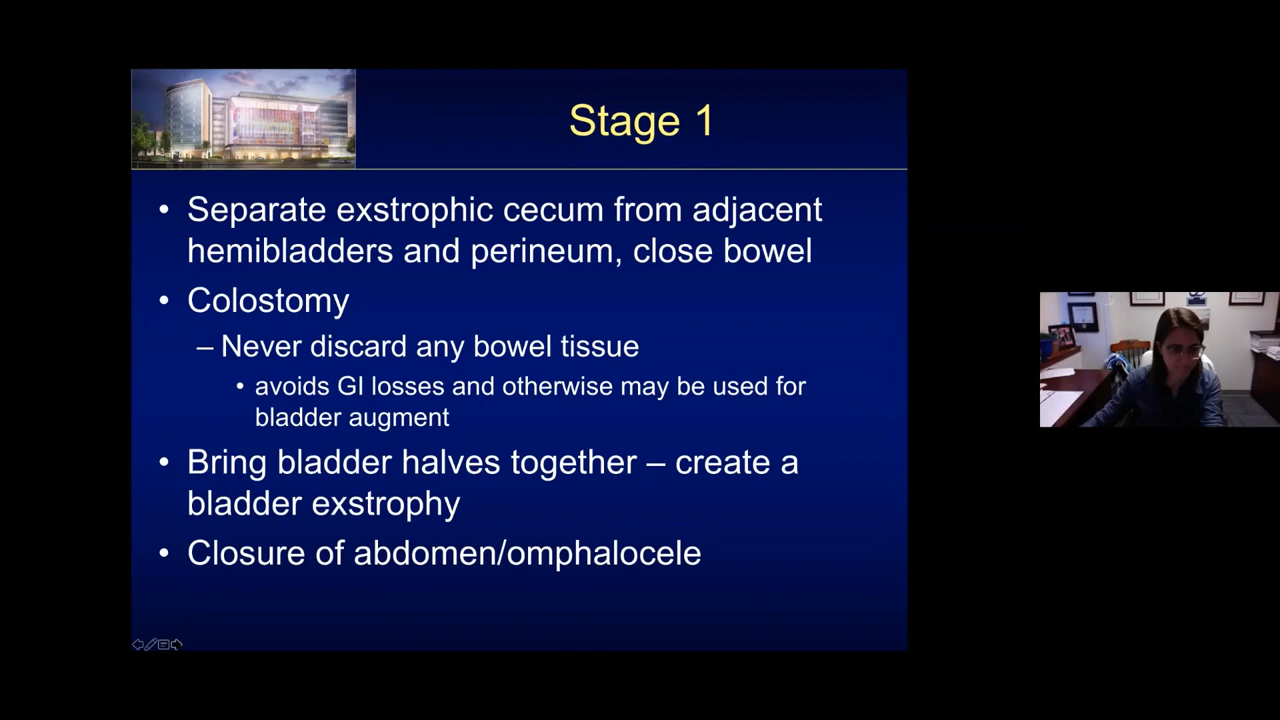 Stage 1
• Separate exstrophic cecum from adjacent
hemibladders and perineum, close bowel
• Colostomy
– Never discard any bowel tissue
• avoids GI losses and otherwise may be used for
bladder augment
• Bring bladder halves together – create a
bladder exstrophy
• Closure of abdomen/omphalocele